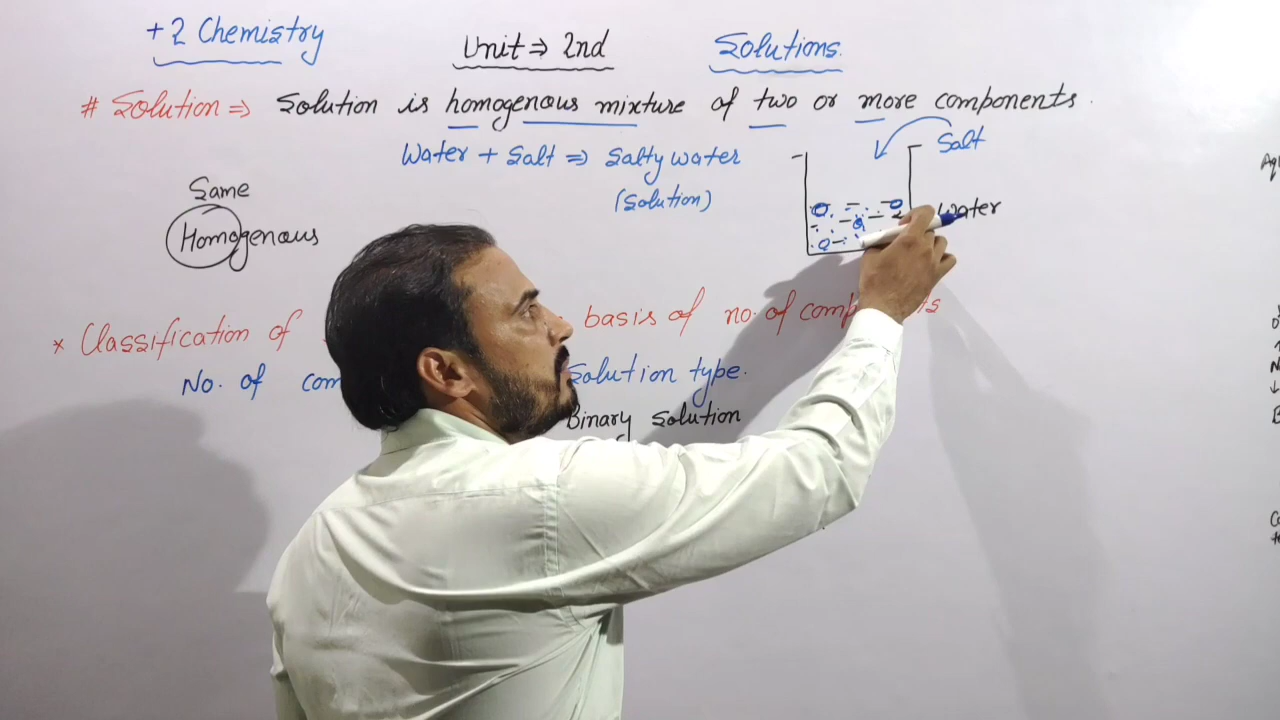 +2 Chemistry
Unit ⇒ 2nd
Solutions.
# Solution ⇒ Solution is homogenous mixture of two or more components.
Water + Salt ⇒ Salty water
(Solution)
Salt
Water
Same
Homogenous
* Classification of basis of no. of
No. of Solution type.
Binary Solution